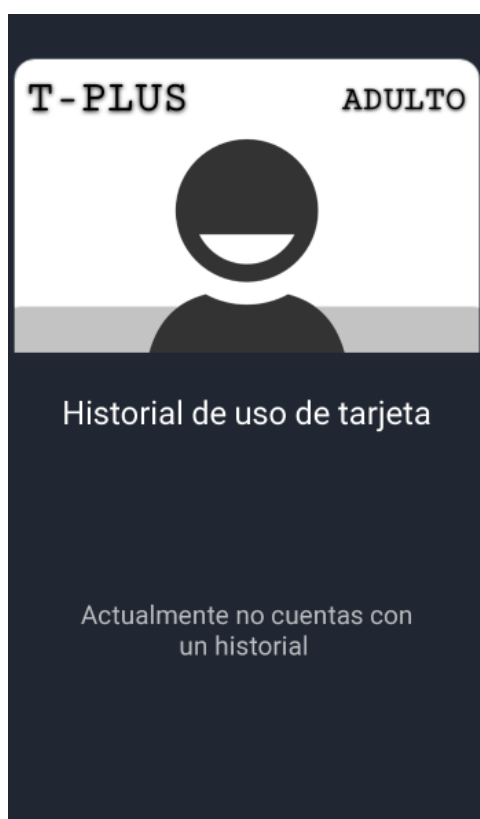 T-PLUS ADULTO
Historial de uso de tarjeta
Actualmente no cuentas con
un historial